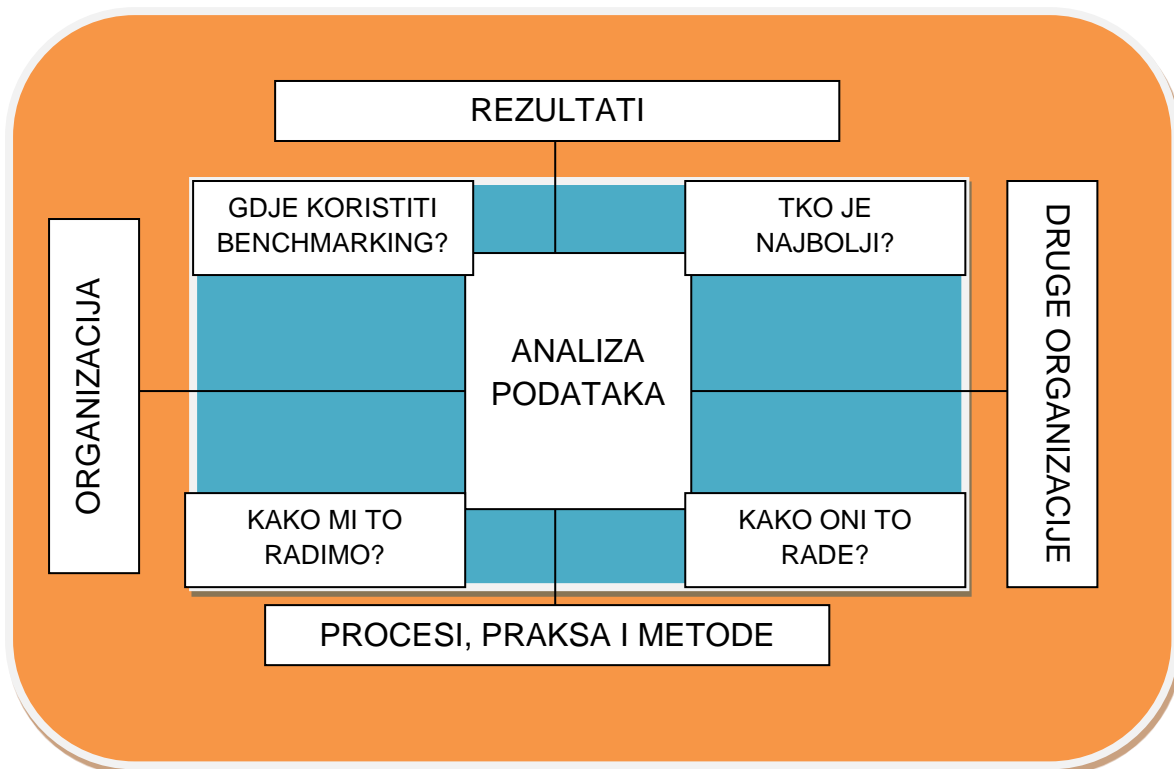 REZULTATI
GDJE KORISTITI
BENCHMARKING?
TKO JE
NAJBOLJI?
ORGANIZACIJA
ANALIZA
PODATAKA
DRUGE ORGANIZACIJE
KAKO MI TO
RADIMO?
KAKO ONI TO
RADE?
PROCESI, PRAKSA I METODE